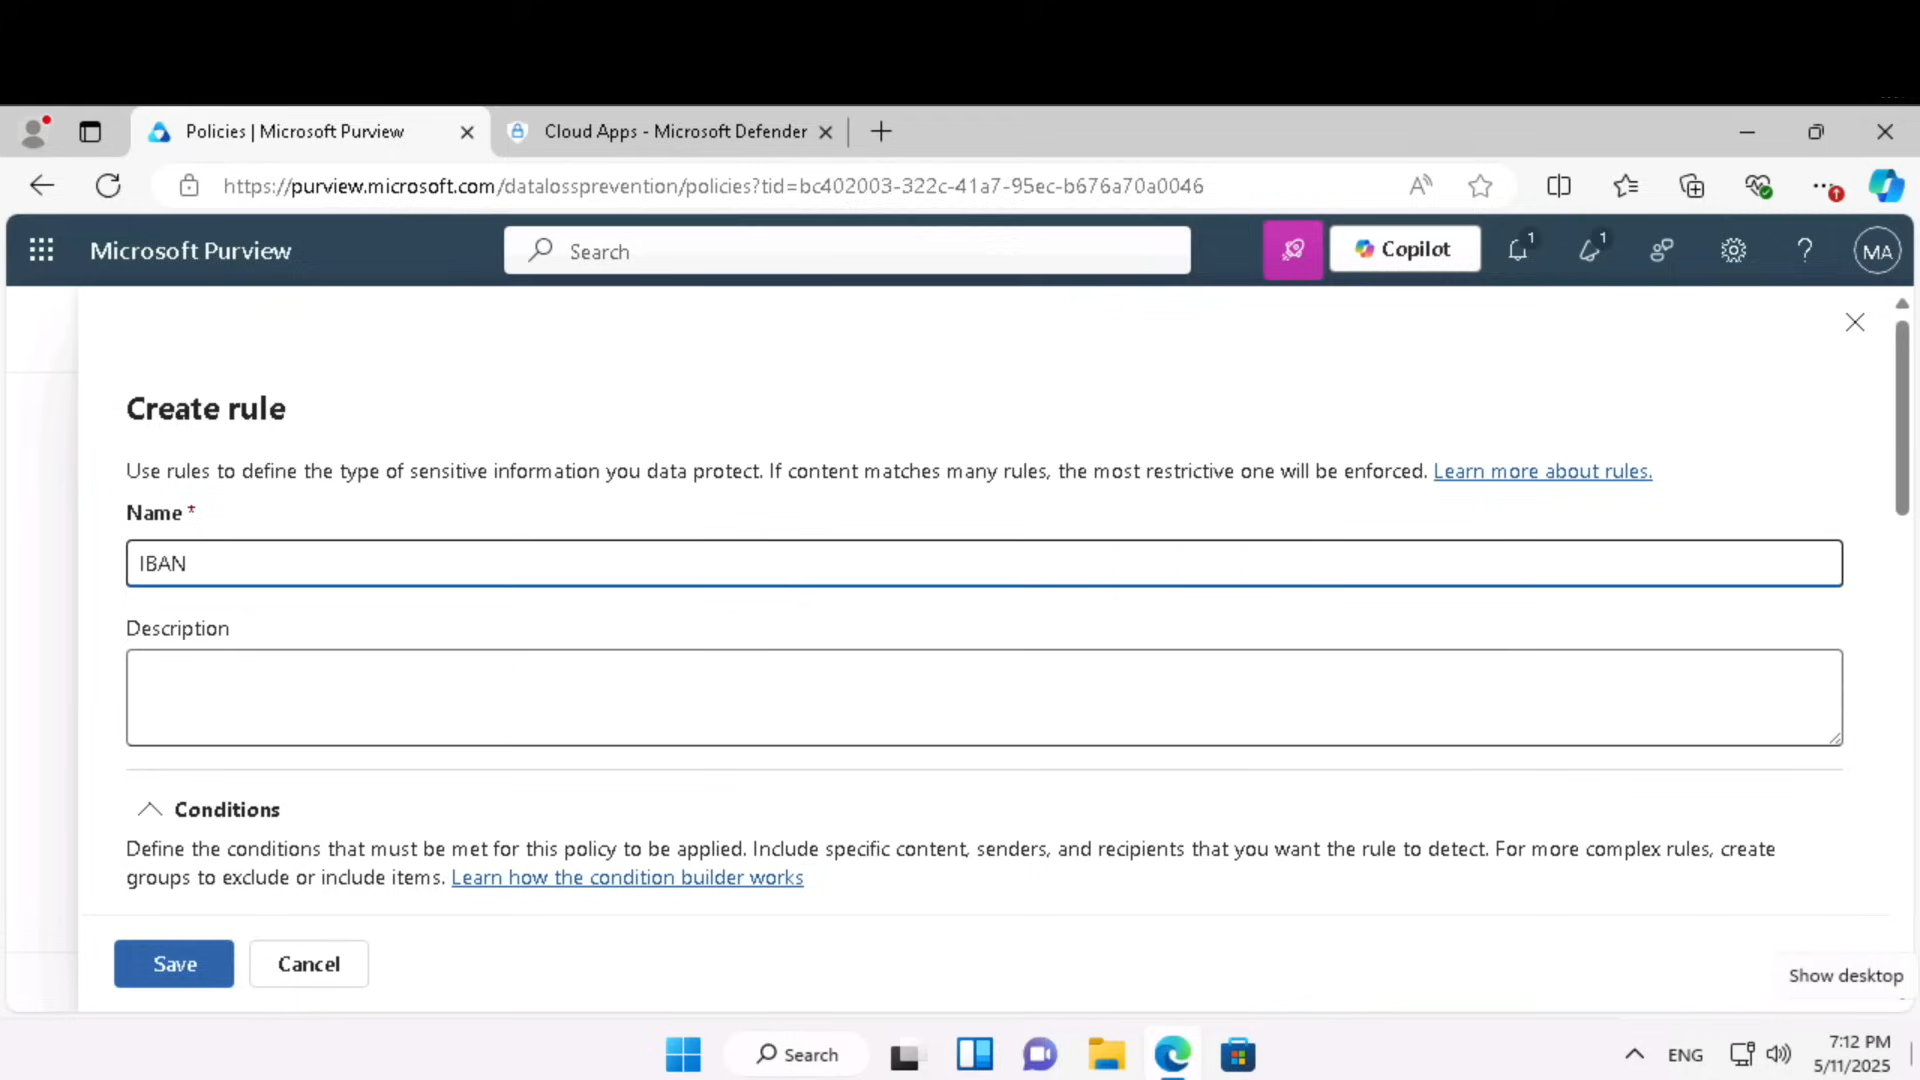 Policies | Microsoft Purview
Cloud Apps - Microsoft Defender
https://purview.microsoft.com/datalossprevention/policies?tid=bc402003-322c-41a7-95ec-b676a70a0046
Microsoft Purview
Search
Copilot
1
1
MA
Create rule
Use rules to define the type of sensitive information you data protect. If content matches many rules, the most restrictive one will be enforced. Learn more about rules.
Name *
IBAN
Description
Conditions
Define the conditions that must be met for this policy to be applied. Include specific content, senders, and recipients that you want the rule to detect. For more complex rules, create
groups to exclude or include items. Learn how the condition builder works
Save
Cancel
Show desktop
Search
ENG
7:12 PM
5/11/2025